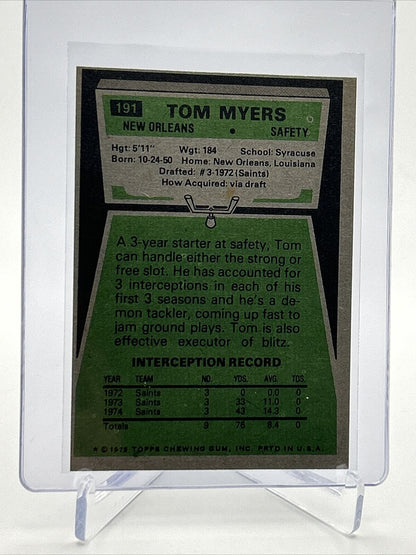 191 TOM MYERS
NEW ORLEANS • SAFETY
Hgt: 5'11" Wgt: 184 School: Syracuse
Born: 10-24-50 Home: New Orleans, Louisiana
Drafted: #3-1972 (Saints)
How Acquired: via draft
A 3-year starter at safety, Tom
can handle either the strong or
free slot. He has accounted for
3 interceptions in each of his
first 3 seasons and he's a de-
mon tackler, coming up fast to
jam ground plays. Tom is also
effective executor of blitz.
INTERCEPTION RECORD
YEAR TEAM NO. YDS. AVG. TDS.
1972 Saints 3 0 0.0 0
1973 Saints 3 33 11.0 0
1974 Saints 3 43 14.3 0
Totals 9 76 8.4 0
* © 1975 TOPPS CHEWING GUM, INC. PRTD IN U.S.A.